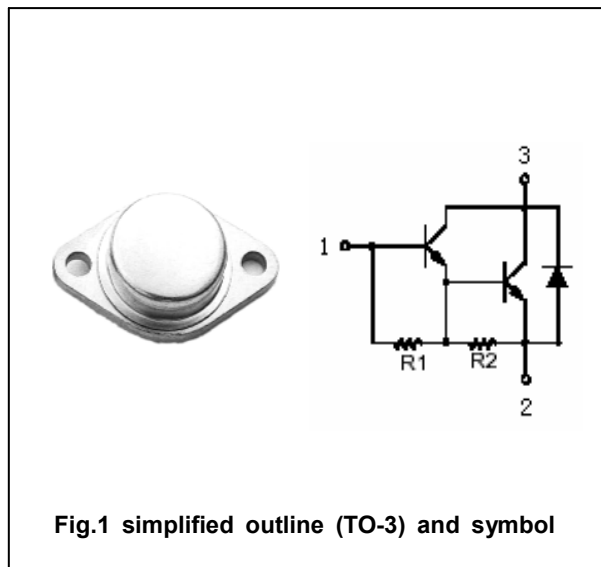 3
1
R1
R2
2
Fig.1 simplified outline (TO-3) and symbol